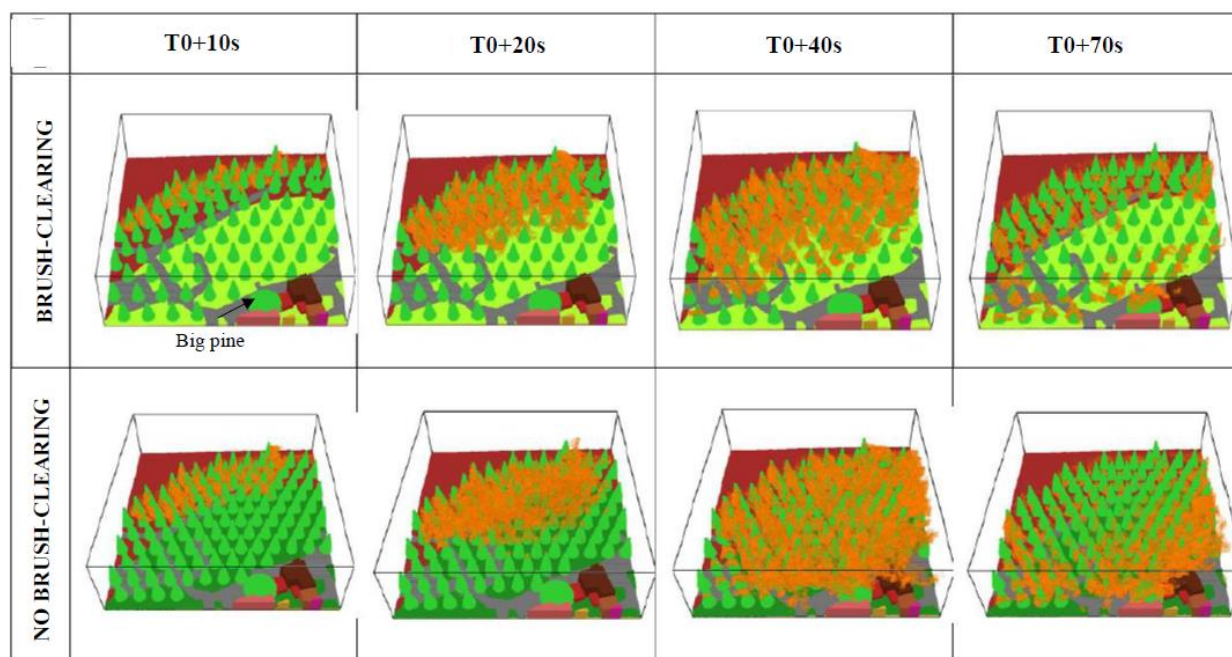 T0+10s
T0+20s
T0+40s
T0+70s
BRUSH-CLEARING
Big pine
NO BRUSH-CLEARING